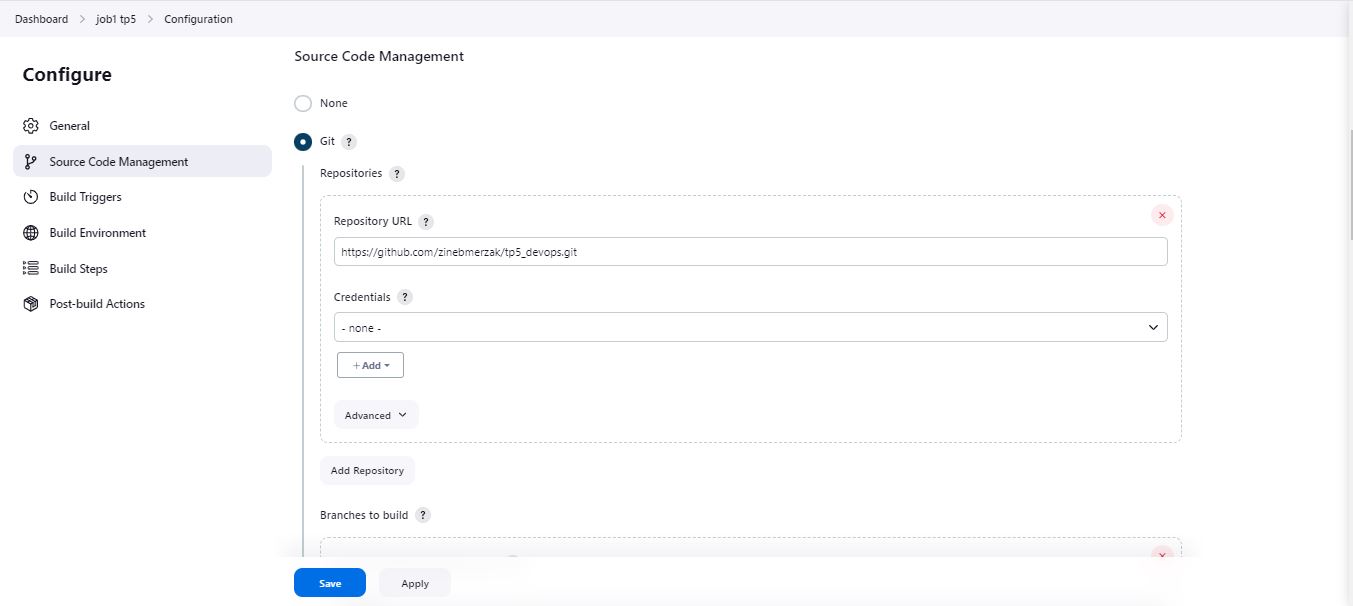 Dashboard > job1 tp5 > Configuration
Configure
General
Source Code Management
Build Triggers
Build Environment
Build Steps
Post-build Actions
Source Code Management
None
Git ?
Repositories ?
Repository URL ?
https://github.com/zinebmerzak/tp5_devops.git
Credentials ?
- none -
+ Add
Advanced
Add Repository
Branches to build ?
Save
Apply